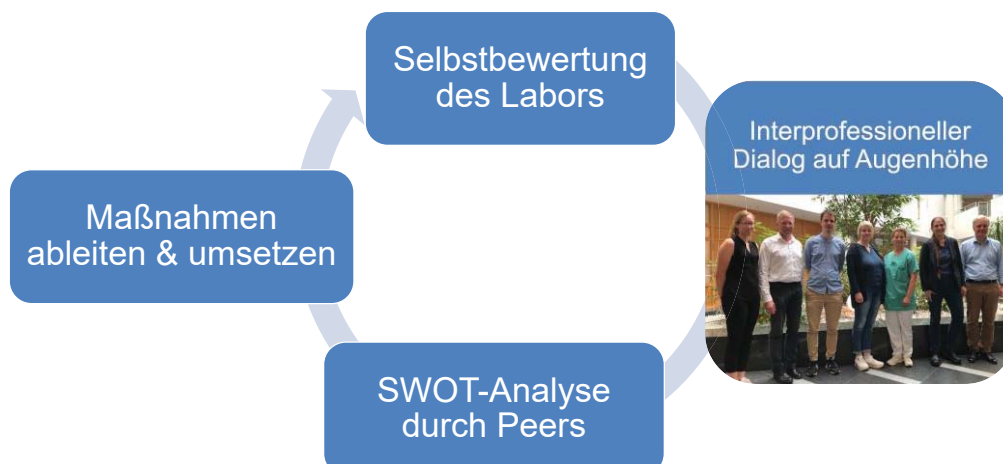 Selbstbewertung
des Labors
Interprofessioneller
Dialog auf Augenhöhe
SWOT-Analyse
durch Peers
Maßnahmen
ableiten & umsetzen